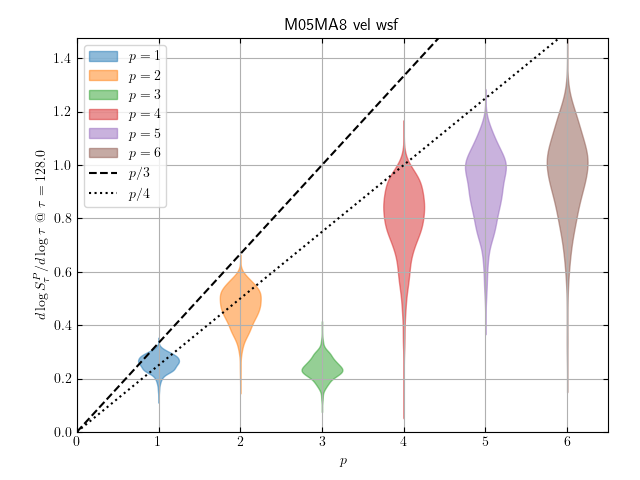 M05MA8 vel wsf
p = 1
p = 2
p = 3
p = 4
p = 5
p = 6
p/3
p/4
d log S_τ^P / d log τ @ τ = 128.0
1.4
1.2
1.0
0.8
0.6
0.4
0.2
0.0
0 1 2 3 4 5 6
p